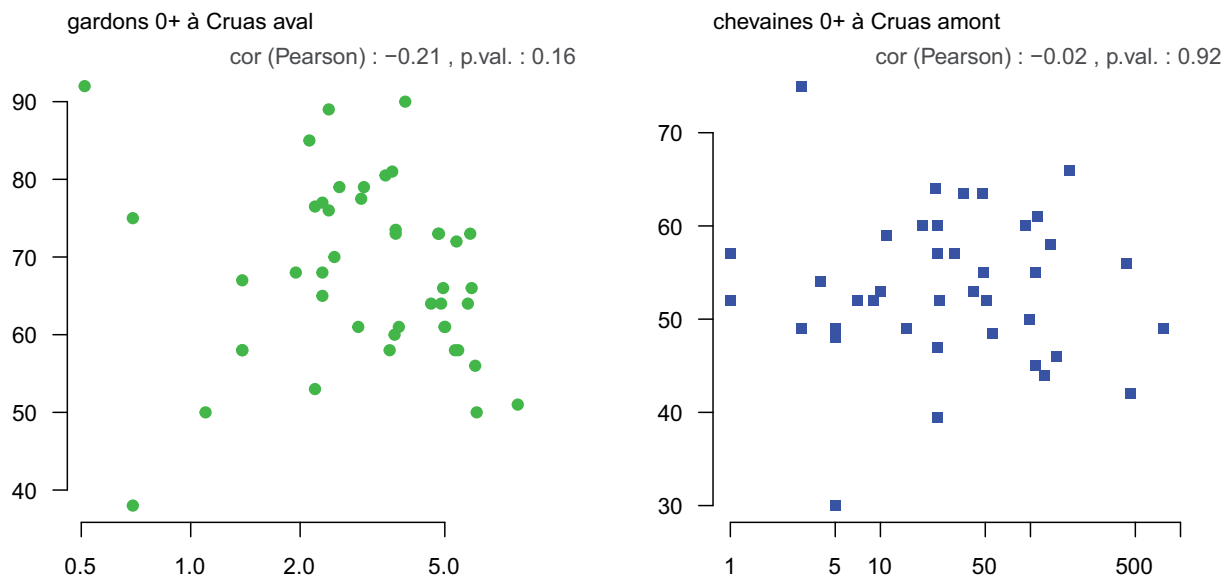 gardons 0+ à Cruas aval
cor (Pearson) : −0.21 , p.val. : 0.16
90
80
70
60
50
40
0.5 1.0 2.0 5.0
chevaines 0+ à Cruas amont
cor (Pearson) : −0.02 , p.val. : 0.92
70
60
50
40
30
1 5 10 50 500